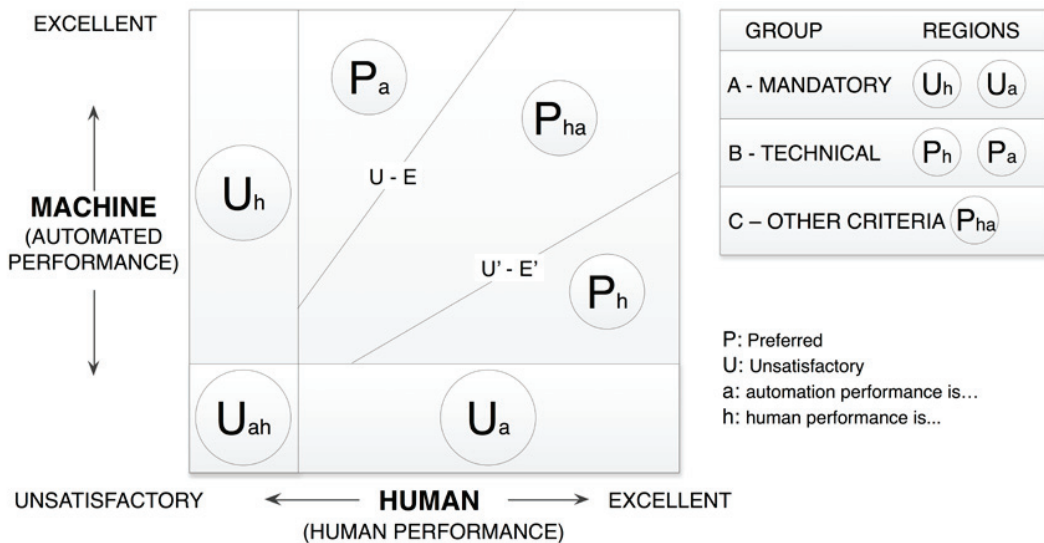 EXCELLENT
MACHINE
(AUTOMATED
PERFORMANCE)
Pa
Pha
U - E
Uh
U' - E'
Ph
Uah
Ua
UNSATISFACTORY
HUMAN
EXCELLENT
(HUMAN PERFORMANCE)
GROUP REGIONS
A - MANDATORY Uh Ua
B - TECHNICAL Ph Pa
C – OTHER CRITERIA Pha
P: Preferred
U: Unsatisfactory
a: automation performance is…
h: human performance is...